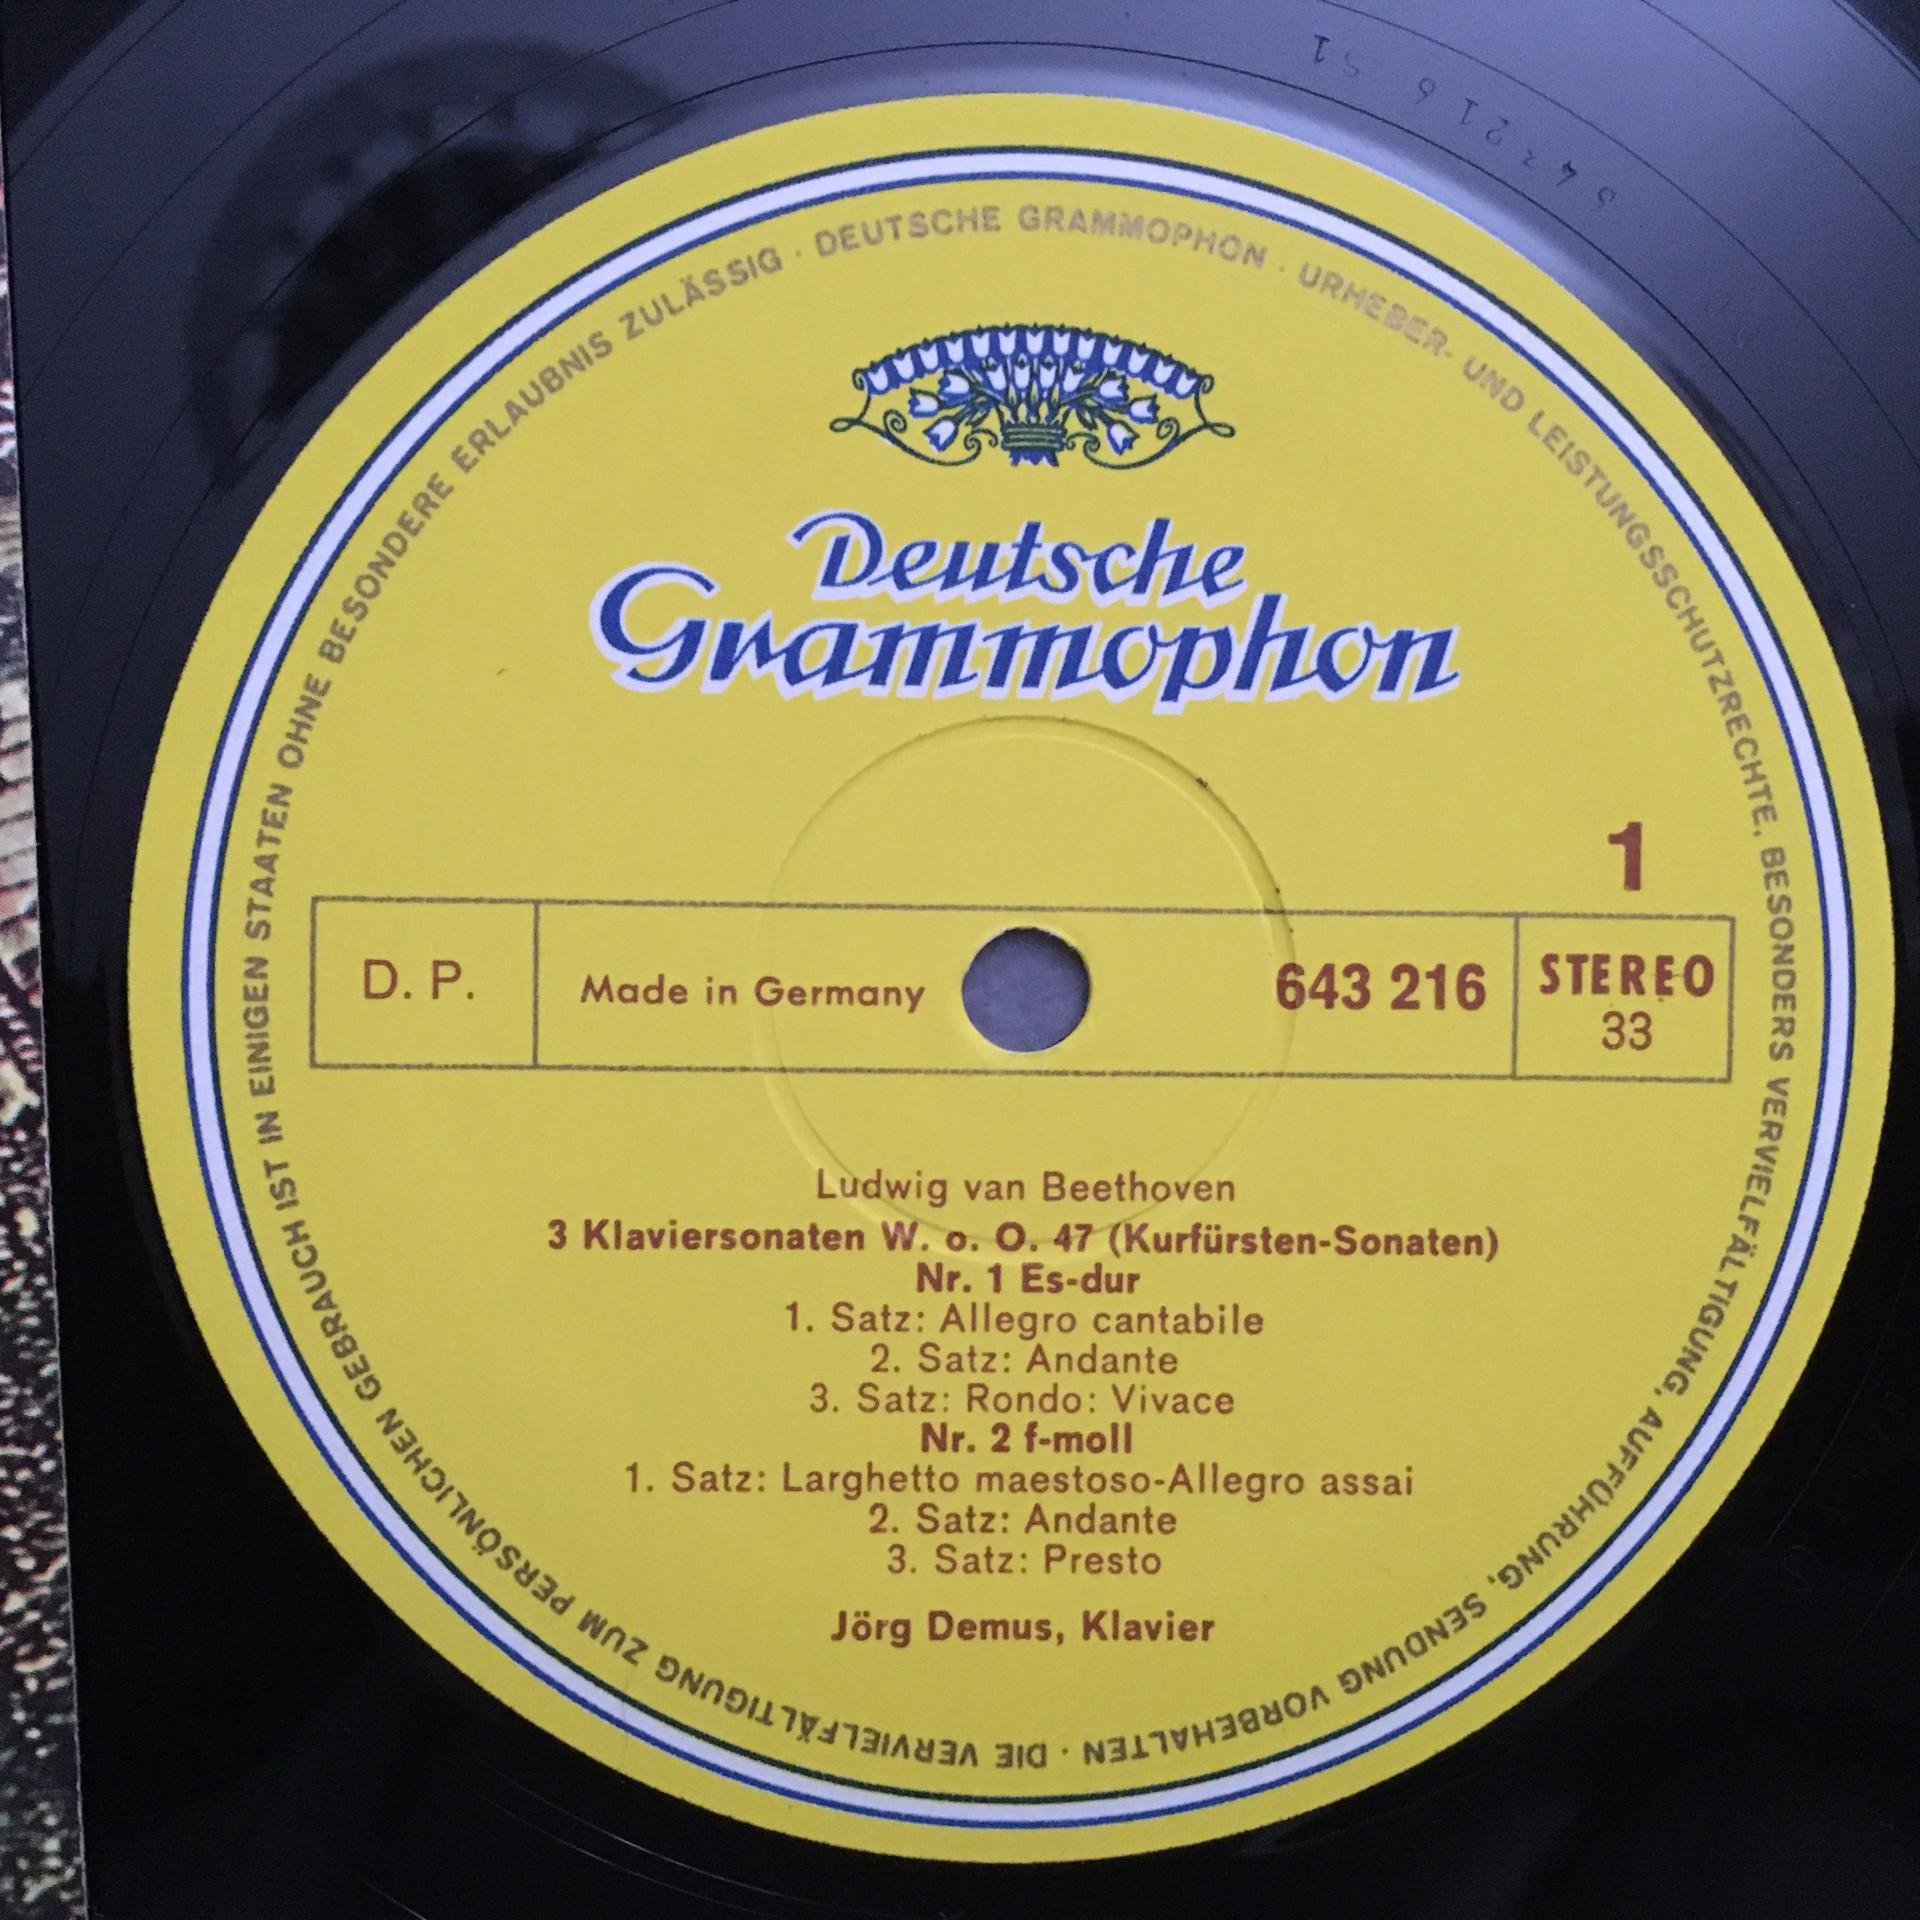 DEUTSCHE GRAMMOPHON · URHEBER- UND LEISTUNGSSCHUTZRECHTE, BESONDERS VERVIELFÄLTIGUNG, AUFFÜHRUNG, SENDUNG VORBEHALTEN · DIE VERVIELFÄLTIGUNG ZUM PERSÖNLICHEN GEBRAUCH IST IN EINIGEN STAATEN OHNE BESONDERE ERLAUBNIS ZULÄSSIG ·
Deutsche
Grammophon
1
D. P.
Made in Germany
643 216
STEREO
33
Ludwig van Beethoven
3 Klaviersonaten W. o. O. 47 (Kurfürsten-Sonaten)
Nr. 1 Es-dur
1. Satz: Allegro cantabile
2. Satz: Andante
3. Satz: Rondo: Vivace
Nr. 2 f-moll
1. Satz: Larghetto maestoso-Allegro assai
2. Satz: Andante
3. Satz: Presto
Jörg Demus, Klavier